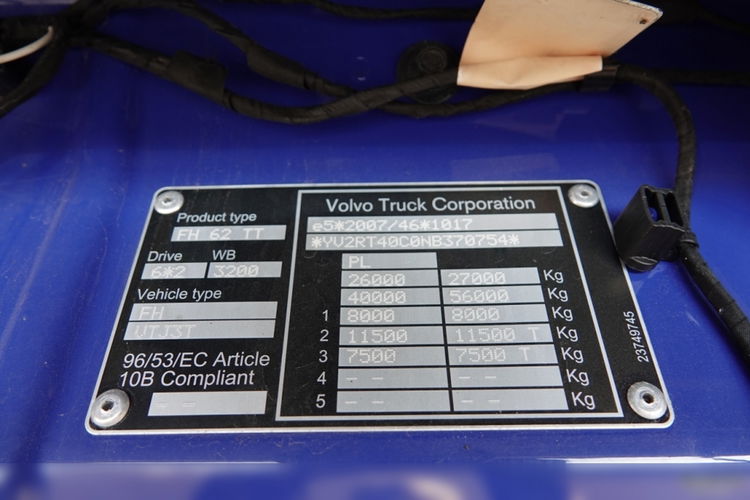 Product type
FH 62 TT
Drive WB
6*2 3200
Vehicle type
FH
VTJ3T
96/53/EC Article
10B Compliant
- -
Volvo Truck Corporation
e5*2007/46*1017
*YV2RT40C0NB370754*
PL
26000 27000 Kg
40000 56000 Kg
1 8000 8000 Kg
2 11500 11500 T Kg
3 7500 7500 T Kg
4 - - - - Kg
5 - - - - Kg
23749745